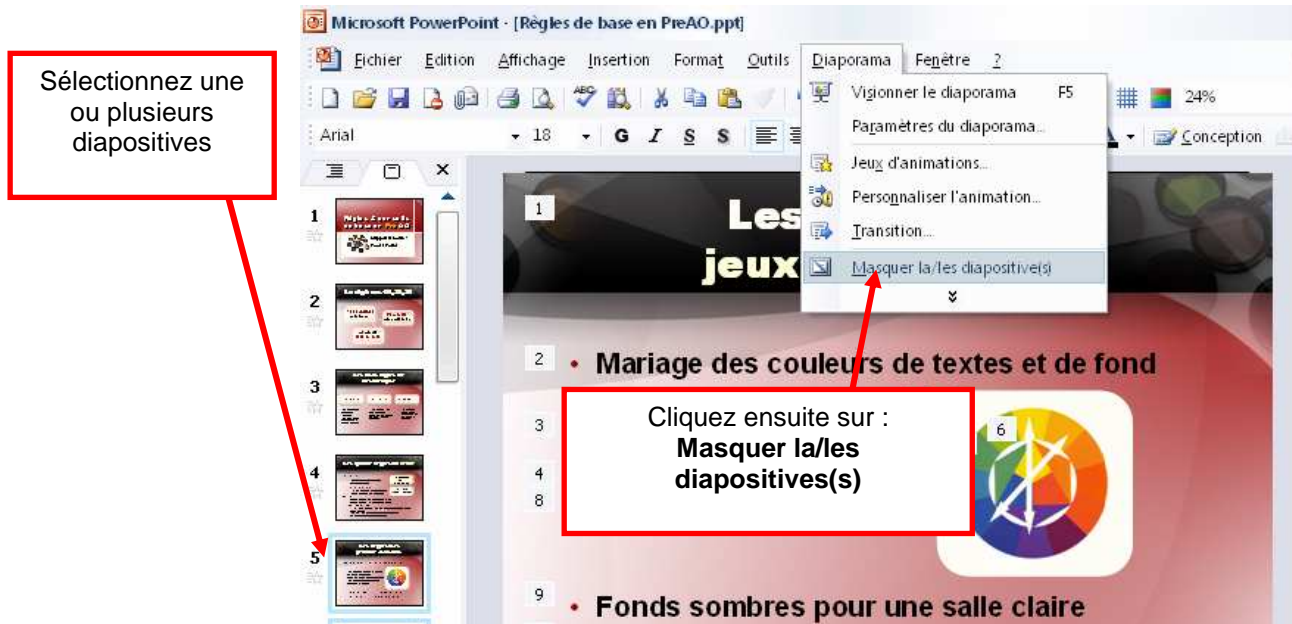 Microsoft PowerPoint - [Règles de base en PreAO.ppt]
Fichier Edition Affichage Insertion Format Outils Diaporama Fenêtre ?
Sélectionnez une
ou plusieurs
diapositives
Visionner le diaporama F5
24%
Arial 18 G I S S
Paramètres du diaporama...
Conception
Jeux d'animations...
Personnaliser l'animation...
Transition...
Masquer la/les diapositive(s)
1
2
3
4
5
1 Les
jeux
2 • Mariage des couleurs de textes et de fond
3
4
8
6
Cliquez ensuite sur :
Masquer la/les
diapositives(s)
9 • Fonds sombres pour une salle claire